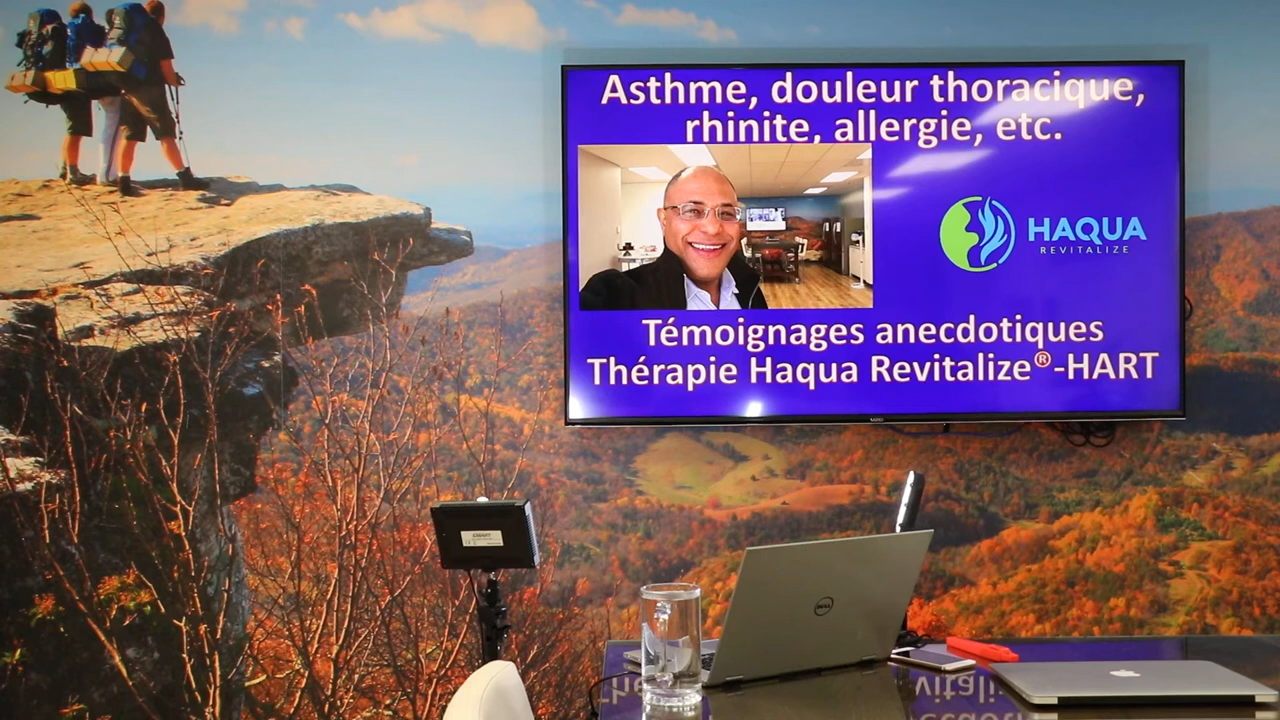 Asthme, douleur thoracique,
rhinite, allergie, etc.
HAQUA
REVITALIZE
Témoignages anecdotiques
Thérapie Haqua Revitalize®-HART
DELL